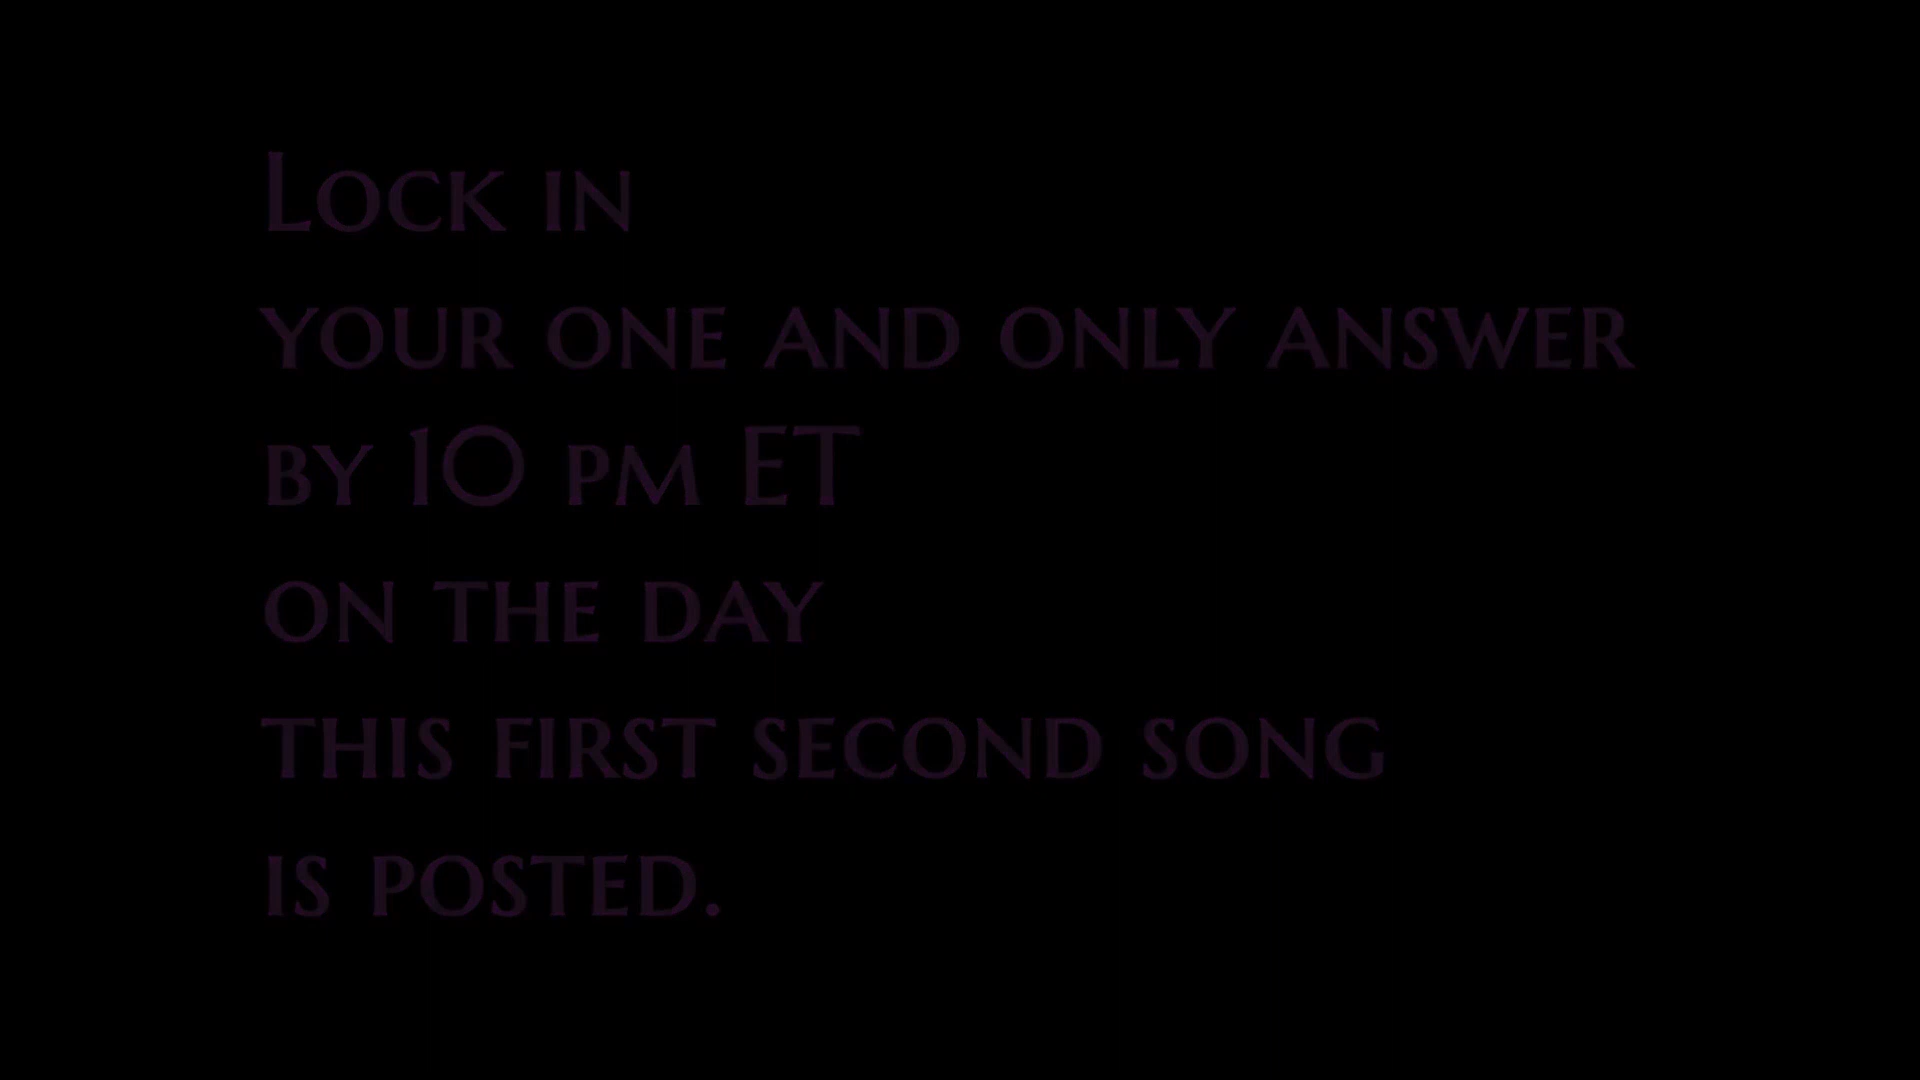 Lock in
your one and only answer
by 10 pm ET
on the day
this first second song
is posted.